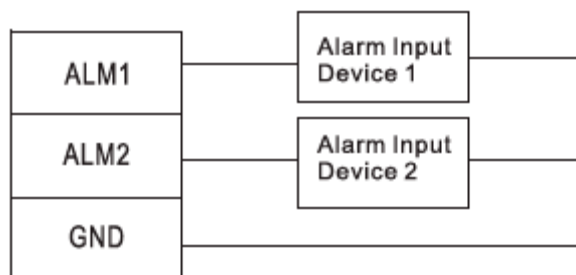 ALM1
Alarm Input
Device 1
ALM2
Alarm Input
Device 2
GND